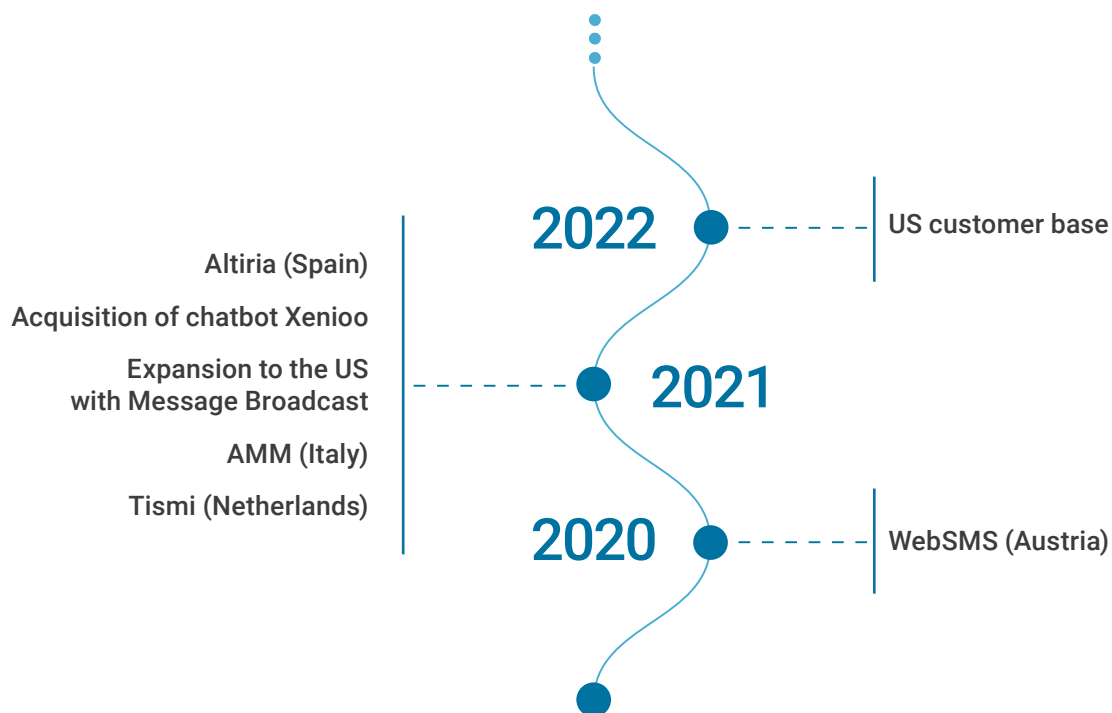 2022
US customer base
Altiria (Spain)
Acquisition of chatbot Xenioo
Expansion to the US
with Message Broadcast
AMM (Italy)
Tismi (Netherlands)
2021
2020
WebSMS (Austria)